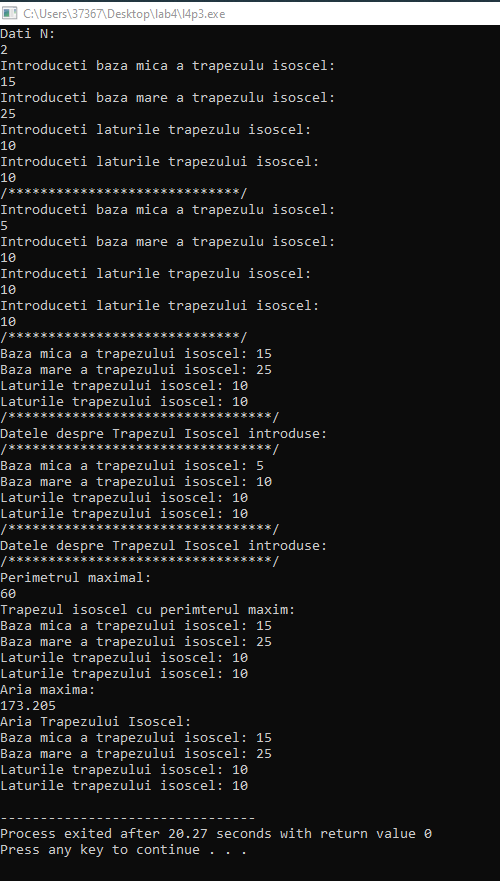 C:\Users\37367\Desktop\lab4\l4p3.exe
Dati N:
2
Introduceti baza mica a trapezulu isoscel:
15
Introduceti baza mare a trapezulu isoscel:
25
Introduceti laturile trapezulu isoscel:
10
Introduceti laturile trapezului isoscel:
10
/*****************************/
Introduceti baza mica a trapezulu isoscel:
5
Introduceti baza mare a trapezulu isoscel:
10
Introduceti laturile trapezulu isoscel:
10
Introduceti laturile trapezului isoscel:
10
/*****************************/
Baza mica a trapezului isoscel: 15
Baza mare a trapezului isoscel: 25
Laturile trapezului isoscel: 10
Laturile trapezului isoscel: 10
/*********************************/
Datele despre Trapezul Isoscel introduse:
/*********************************/
Baza mica a trapezului isoscel: 5
Baza mare a trapezului isoscel: 10
Laturile trapezului isoscel: 10
Laturile trapezului isoscel: 10
/*********************************/
Datele despre Trapezul Isoscel introduse:
/*********************************/
Perimetrul maximal:
60
Trapezul isoscel cu perimterul maxim:
Baza mica a trapezului isoscel: 15
Baza mare a trapezului isoscel: 25
Laturile trapezului isoscel: 10
Laturile trapezului isoscel: 10
Aria maxima:
173.205
Aria Trapezului Isoscel:
Baza mica a trapezului isoscel: 15
Baza mare a trapezului isoscel: 25
Laturile trapezului isoscel: 10
Laturile trapezului isoscel: 10
--------------------------------
Process exited after 20.27 seconds with return value 0
Press any key to continue . . .